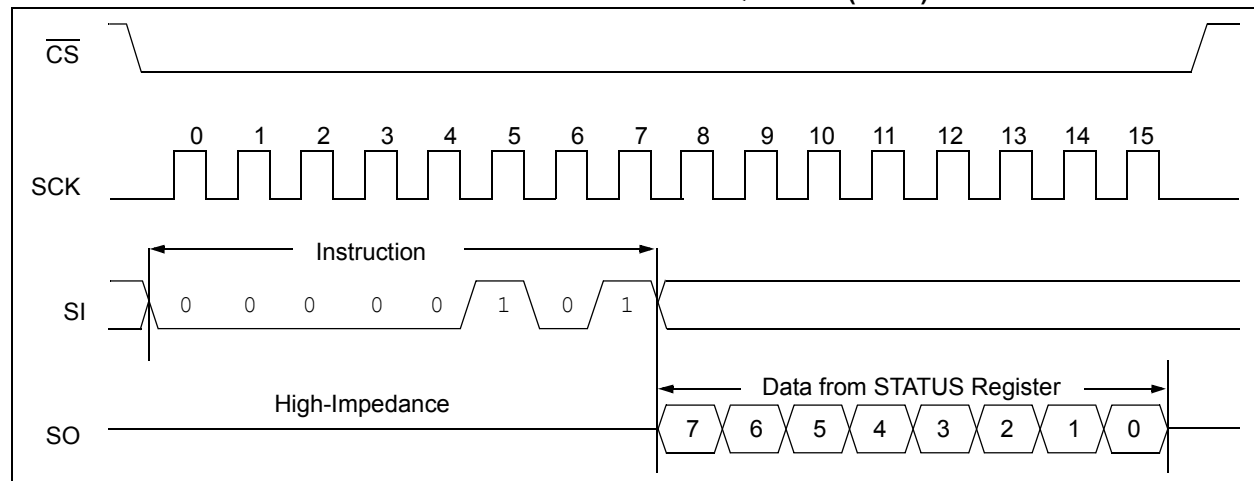 CS
0 1 2 3 4 5 6 7 8 9 10 11 12 13 14 15
SCK
Instruction
SI 0 0 0 0 0 1 0 1
Data from STATUS Register
High-Impedance
SO 7 6 5 4 3 2 1 0